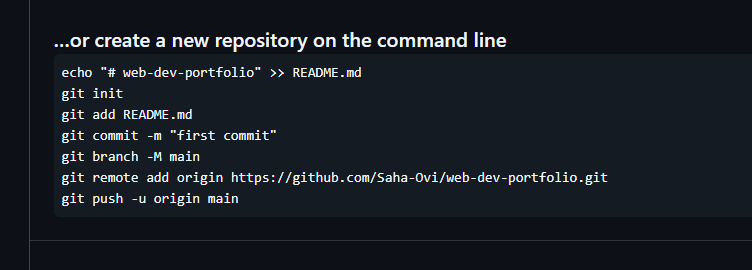 ...or create a new repository on the command line
echo "# web-dev-portfolio" >> README.md
git init
git add README.md
git commit -m "first commit"
git branch -M main
git remote add origin https://github.com/Saha-Ovi/web-dev-portfolio.git
git push -u origin main